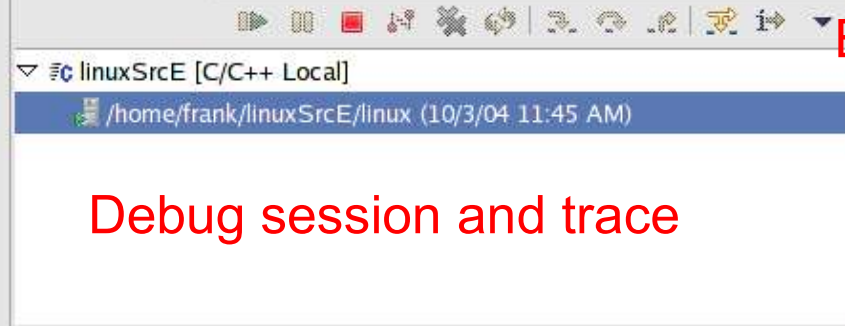 linuxSrcE [C/C++ Local]
/home/frank/linuxSrcE/linux (10/3/04 11:45 AM)
Debug session and trace